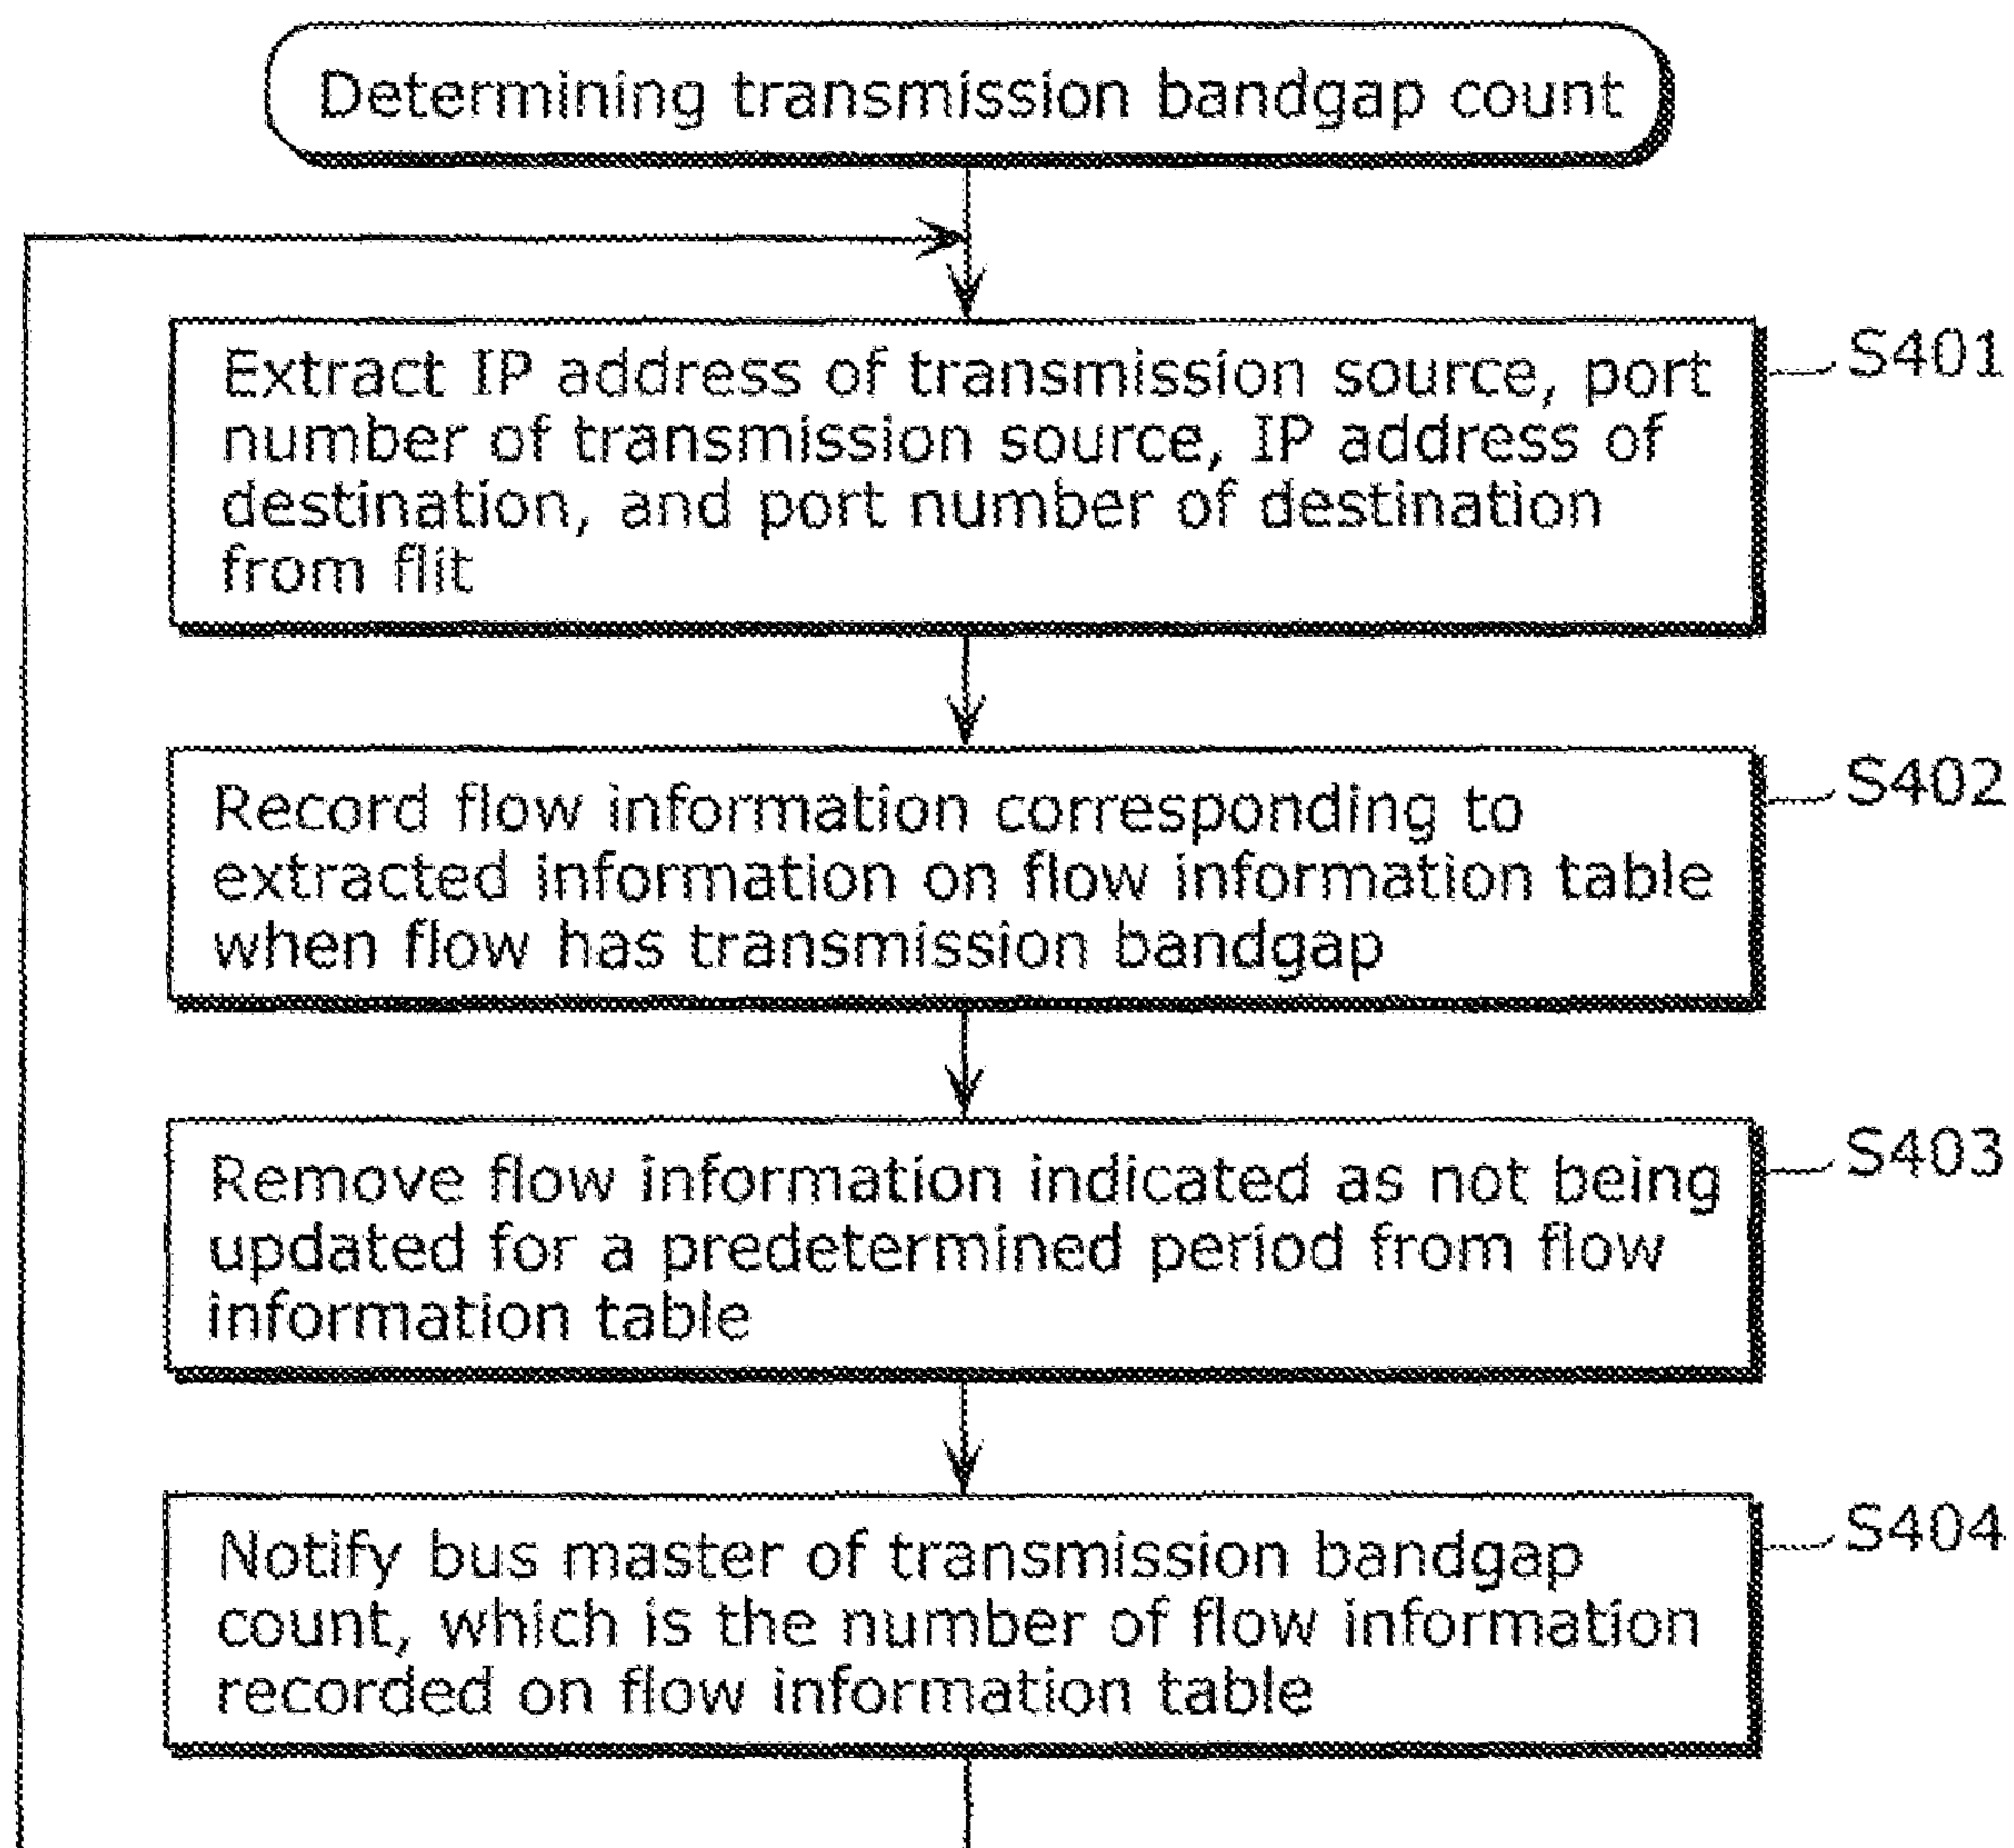 Determining transmission bandgap count
Extract IP address of transmission source, port
number of transmission source, IP address of
destination, and port number of destination
from flit
S401
Record flow information corresponding to
extracted information on flow information table
when flow has transmission bandgap
S402
Remove flow information indicated as not being
updated for a predetermined period from flow
information table
S403
Notify bus master of transmission bandgap
count, which is the number of flow information
recorded on flow information table
S404